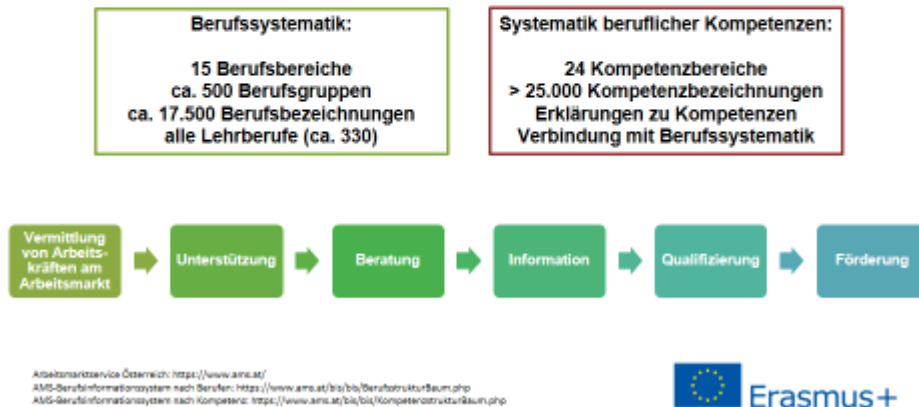 Berufssystematik:
15 Berufsbereiche
ca. 500 Berufsgruppen
ca. 17.500 Berufsbezeichnungen
alle Lehrberufe (ca. 330)
Systematik beruflicher Kompetenzen:
24 Kompetenzbereiche
> 25.000 Kompetenzbezeichnungen
Erklärungen zu Kompetenzen
Verbindung mit Berufssystematik
Vermittlung
von Arbeits-
kräften am
Arbeitsmarkt
Unterstützung
Beratung
Information
Qualifizierung
Förderung
Arbeitsmarktservice Österreich: https://www.ams.at/
AMS-Berufsinformationssystem nach Berufen: https://www.ams.at/bis/bis/BerufsstrukturBaum.php
AMS-Berufsinformationssystem nach Kompetenz: https://www.ams.at/bis/bis/KompetenzstrukturBaum.php
Erasmus+